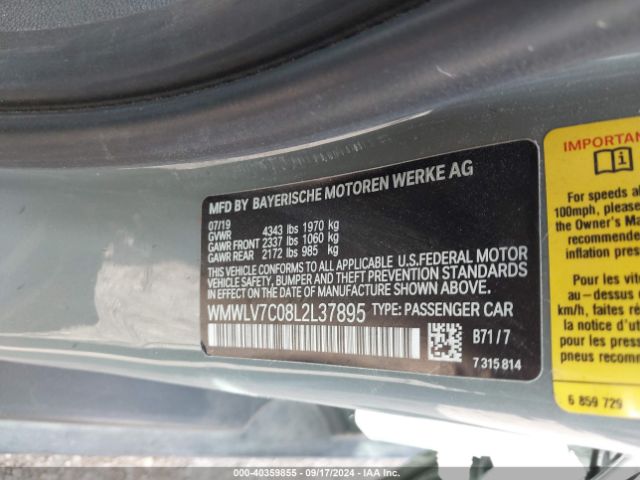 MFD BY BAYERISCHE MOTOREN WERKE AG
07/19
GVWR 4343 lbs 1970 kg
GAWR FRONT 2337 lbs 1060 kg
GAWR REAR 2172 lbs 985 kg
THIS VEHICLE CONFORMS TO ALL APPLICABLE U.S.FEDERAL MOTOR
VEHICLE SAFETY, BUMPER, AND THEFT PREVENTION STANDARDS
IN EFFECT ON THE DATE OF MANUFACTURE SHOWN ABOVE.
WMWLV7C08L2L37895 TYPE: PASSENGER CAR
B71/7
7 315 814
IMPORTAN
For speeds a
100mph, please
the Owner's Ma
recommende
inflation press
Pour les vite
au-dessus d
km/h, faites ré
la notice d'u
pour la press
pneus recomm
6 859 729
COPART 40359855 - 09/17/2024 - IAA Inc.